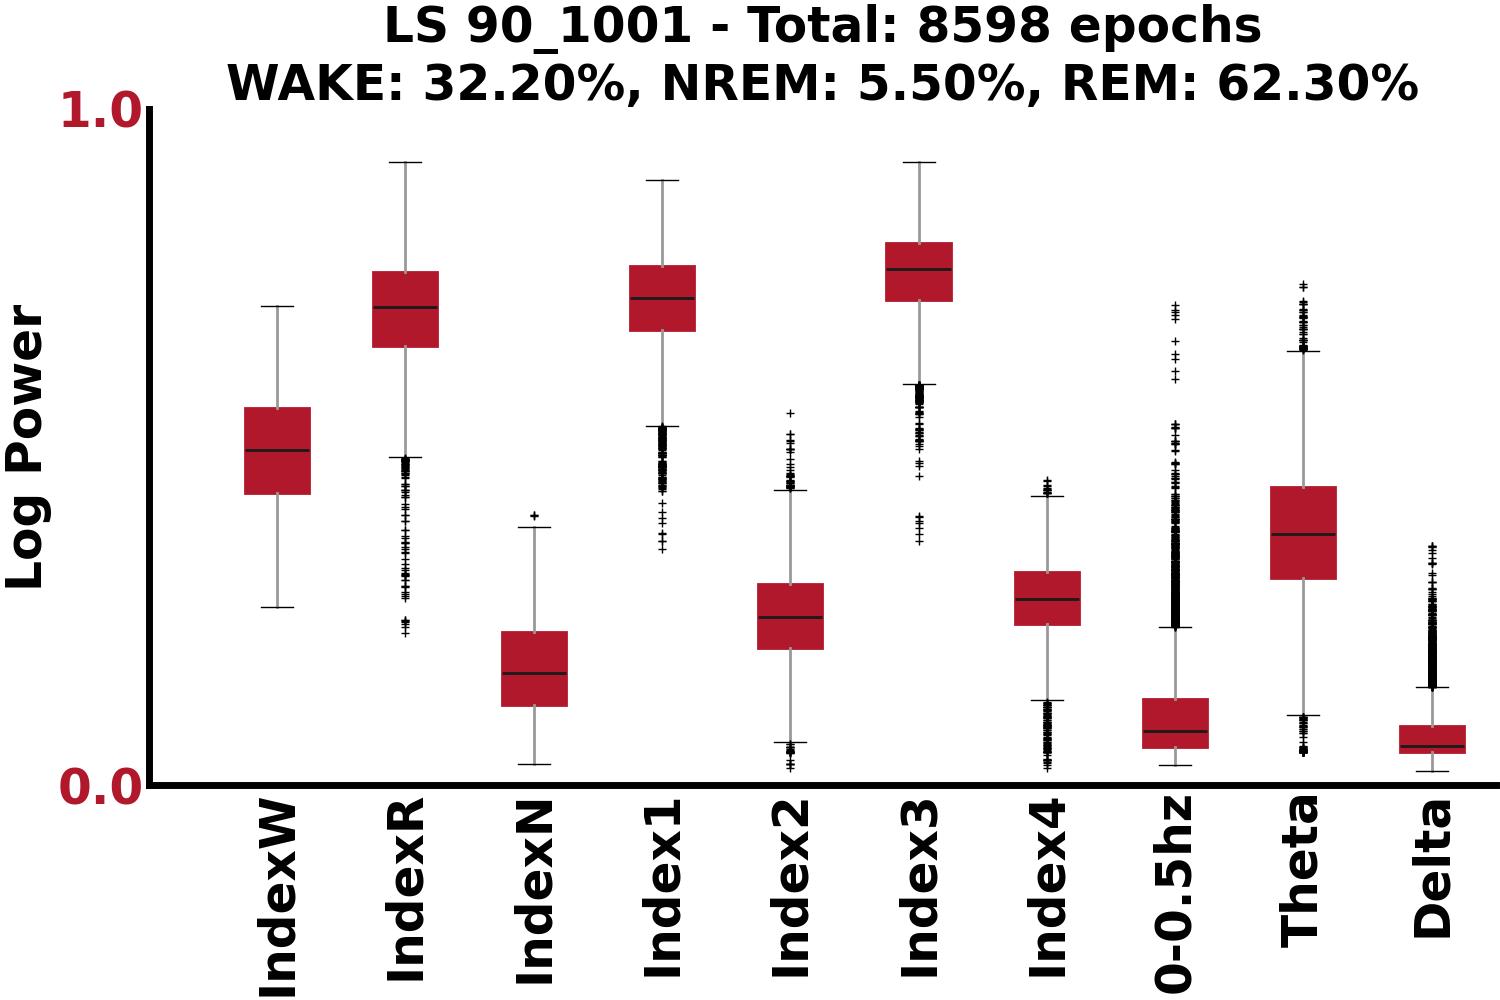 LS 90_1001 - Total: 8598 epochs
WAKE: 32.20%, NREM: 5.50%, REM: 62.30%
1.0
Log Power
0.0
IndexW
IndexR
IndexN
Index1
Index2
Index3
Index4
0-0.5hz
Theta
Delta